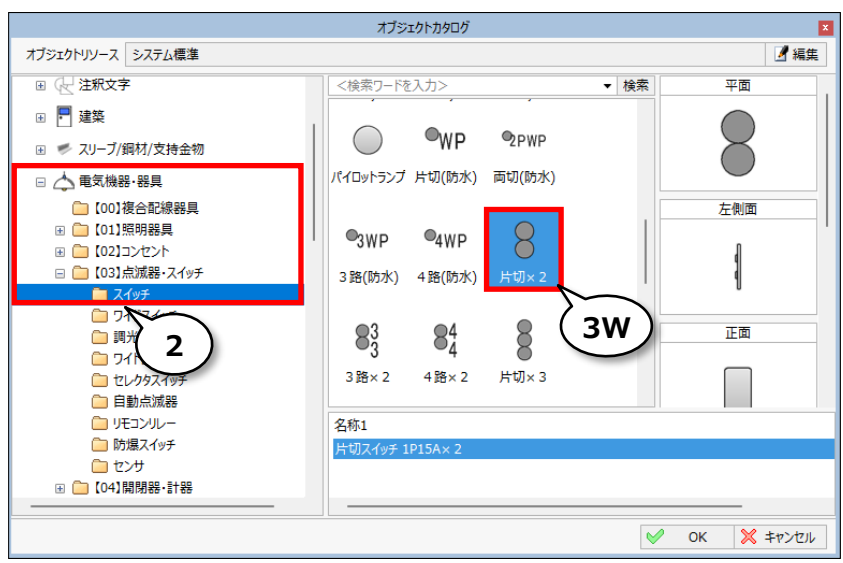 オブジェクトカタログ
オブジェクトリソース システム標準 編集
注釈文字
建築
スリーブ/鋼材/支持金物
電気機器・器具
【00】複合配線器具
【01】照明器具
【02】コンセント
【03】点滅器・スイッチ
スイッチ
調光
セレクタスイッチ
自動点滅器
リモコンリレー
防爆スイッチ
センサ
【04】開閉器・計器
2
<検索ワードを入力> 検索
WP 2PWP
パイロットランプ 片切(防水) 両切(防水)
3WP 4WP
3路(防水) 4路(防水) 片切×2
3W
3 3 4 4
3路×2 4路×2 片切×3
名称1
片切スイッチ 1P15A×2
平面
左側面
正面
OK キャンセル